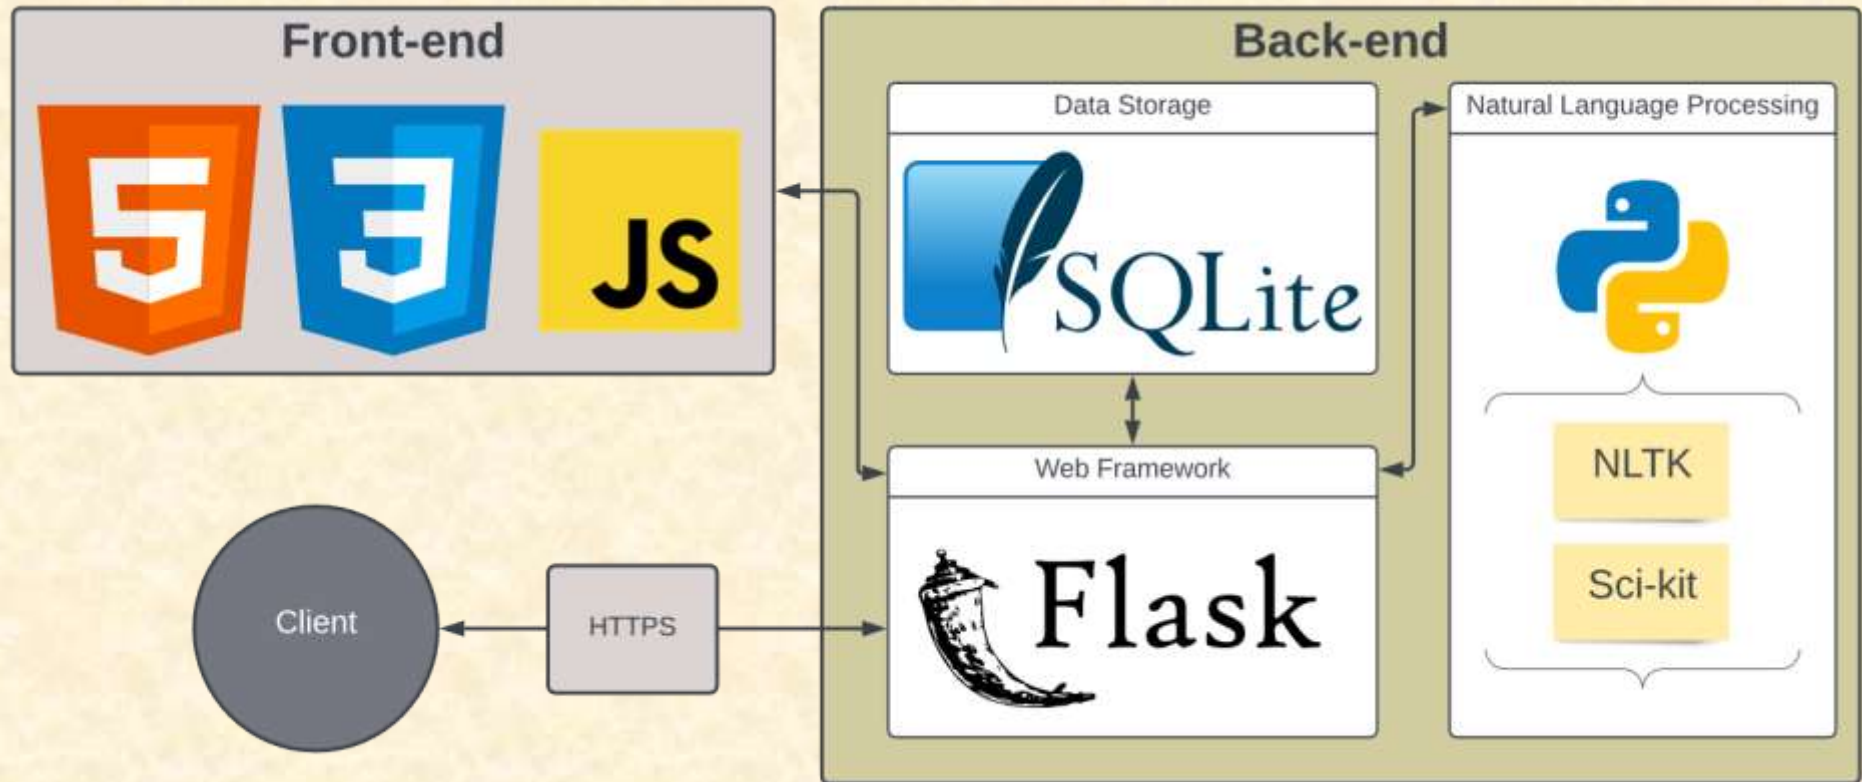 Front-end
5
3
JS
Back-end
Data Storage
SQLite
Web Framework
Flask
Natural Language Processing
NLTK
Sci-kit
Client
HTTPS